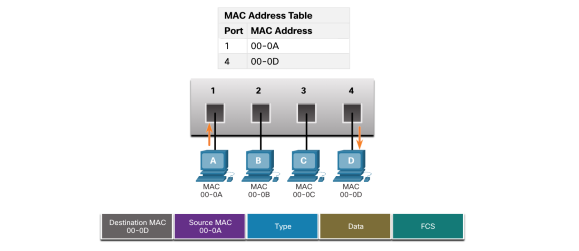 MAC Address Table
Port MAC Address
1 00-0A
4 00-0D
1 2 3 4
A B C D
MAC MAC MAC MAC
00-0A 00-0B 00-0C 00-0D
Destination MAC Source MAC Type Data FCS
00-0D 00-0A